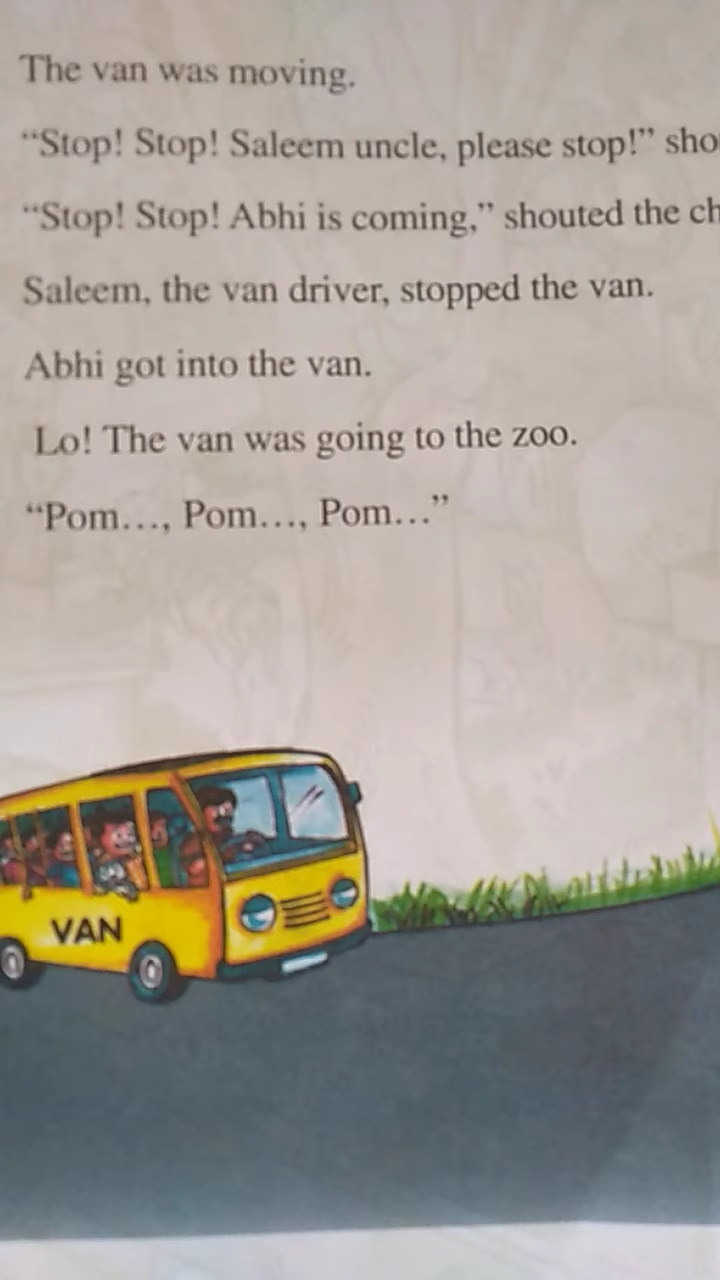 The van was moving.
“Stop! Stop! Saleem uncle, please stop!” sho
“Stop! Stop! Abhi is coming,” shouted the ch
Saleem, the van driver, stopped the van.
Abhi got into the van.
Lo! The van was going to the zoo.
“Pom…, Pom…, Pom…”
VAN